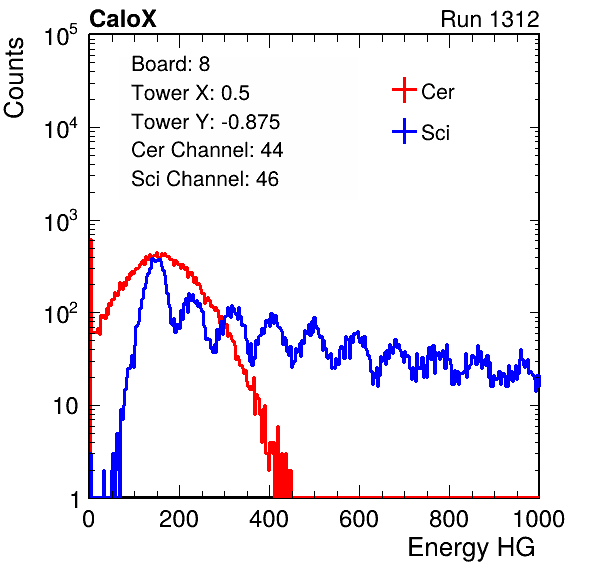 CaloX Run 1312
Counts
10^5
10^4
10^3
10^2
10
1
Board: 8
Tower X: 0.5
Tower Y: -0.875
Cer Channel: 44
Sci Channel: 46
Cer
Sci
0 200 400 600 800 1000
Energy HG